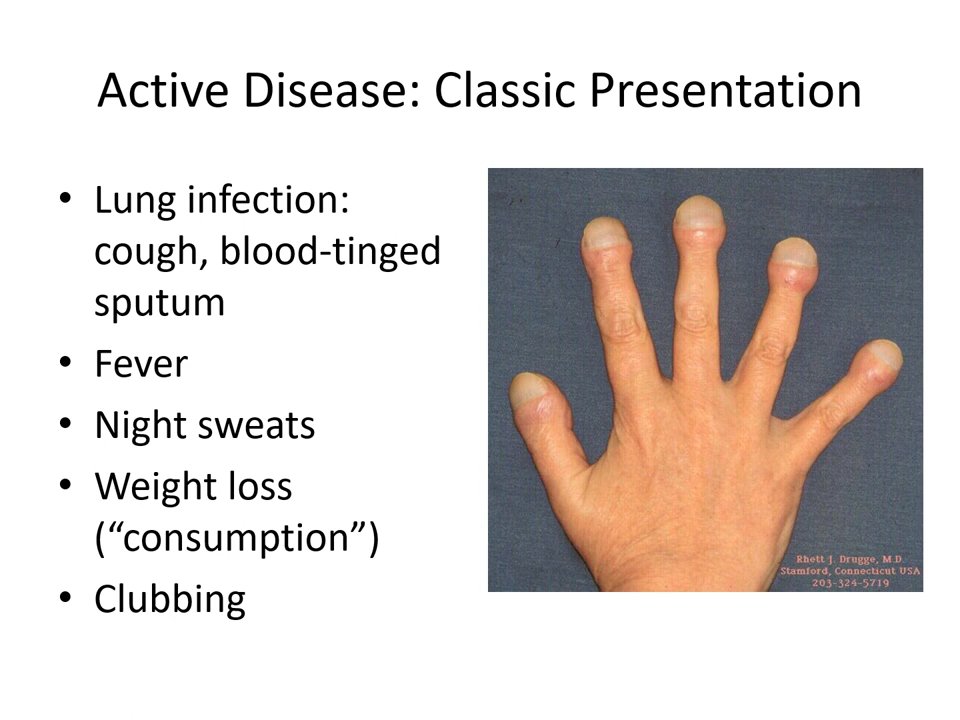 Active Disease: Classic Presentation
• Lung infection:
cough, blood-tinged
sputum
• Fever
• Night sweats
• Weight loss
(“consumption”)
• Clubbing
Rhett J. Drugge, M.D.
Stamford, Connecticut USA
203-324-5719